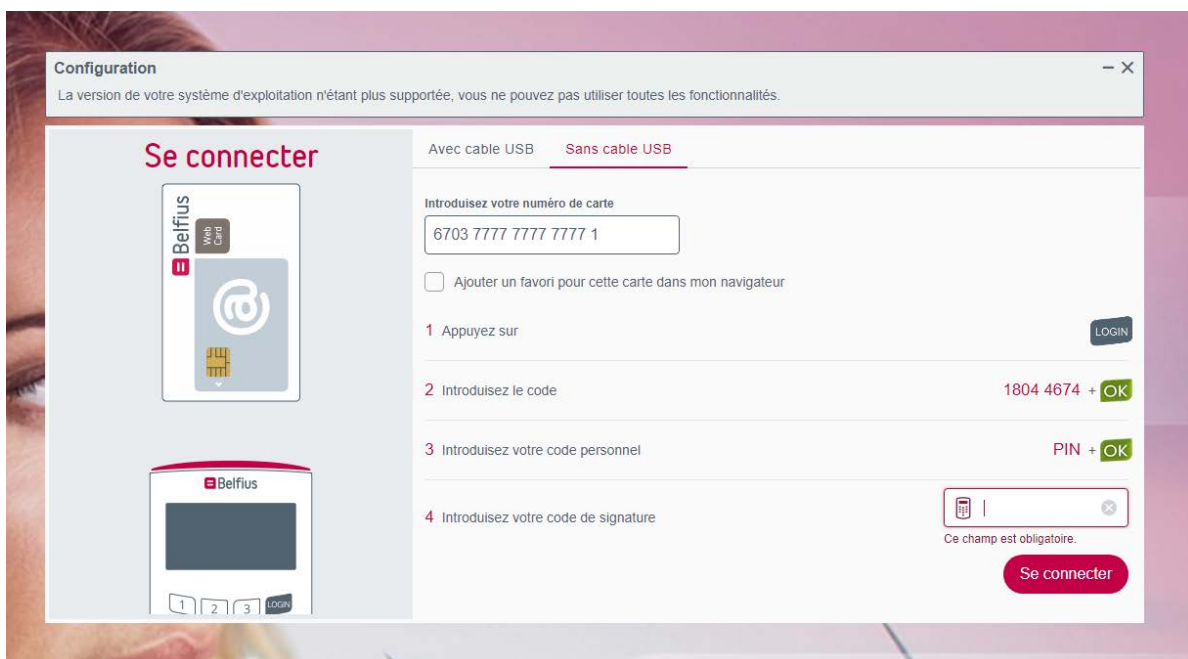 Configuration
La version de votre système d'exploitation n'étant plus supportée, vous ne pouvez pas utiliser toutes les fonctionnalités.
Se connecter
Belfius
Web
Card
@
Belfius
1 2 3 LOGIN
Avec cable USB Sans cable USB
Introduisez votre numéro de carte
6703 7777 7777 7777 1
Ajouter un favori pour cette carte dans mon navigateur
1 Appuyez sur LOGIN
2 Introduisez le code 1804 4674 + OK
3 Introduisez votre code personnel PIN + OK
4 Introduisez votre code de signature
Ce champ est obligatoire.
Se connecter